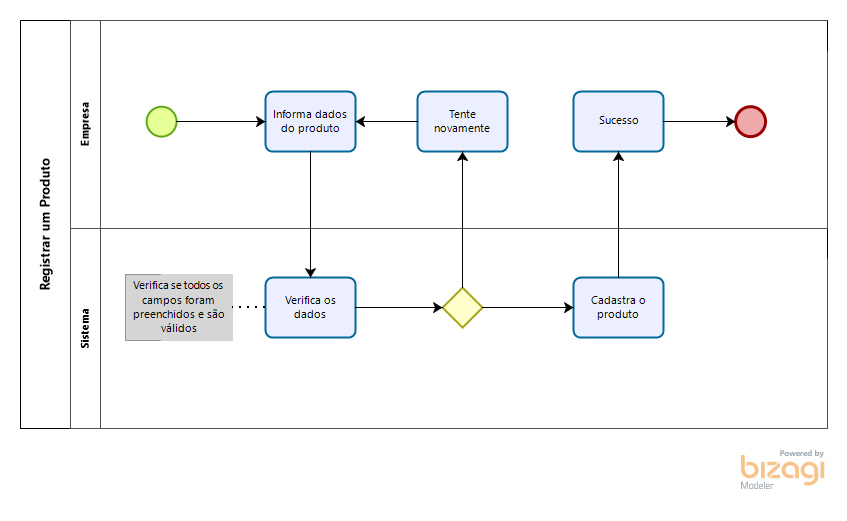 Registrar um Produto
Empresa
Informa dados
do produto
Tente
novamente
Sucesso
Sistema
Verifica se todos os
campos foram
preenchidos e são
válidos
Verifica os
dados
Cadastra o
produto
Powered by
bizagi
Modeler